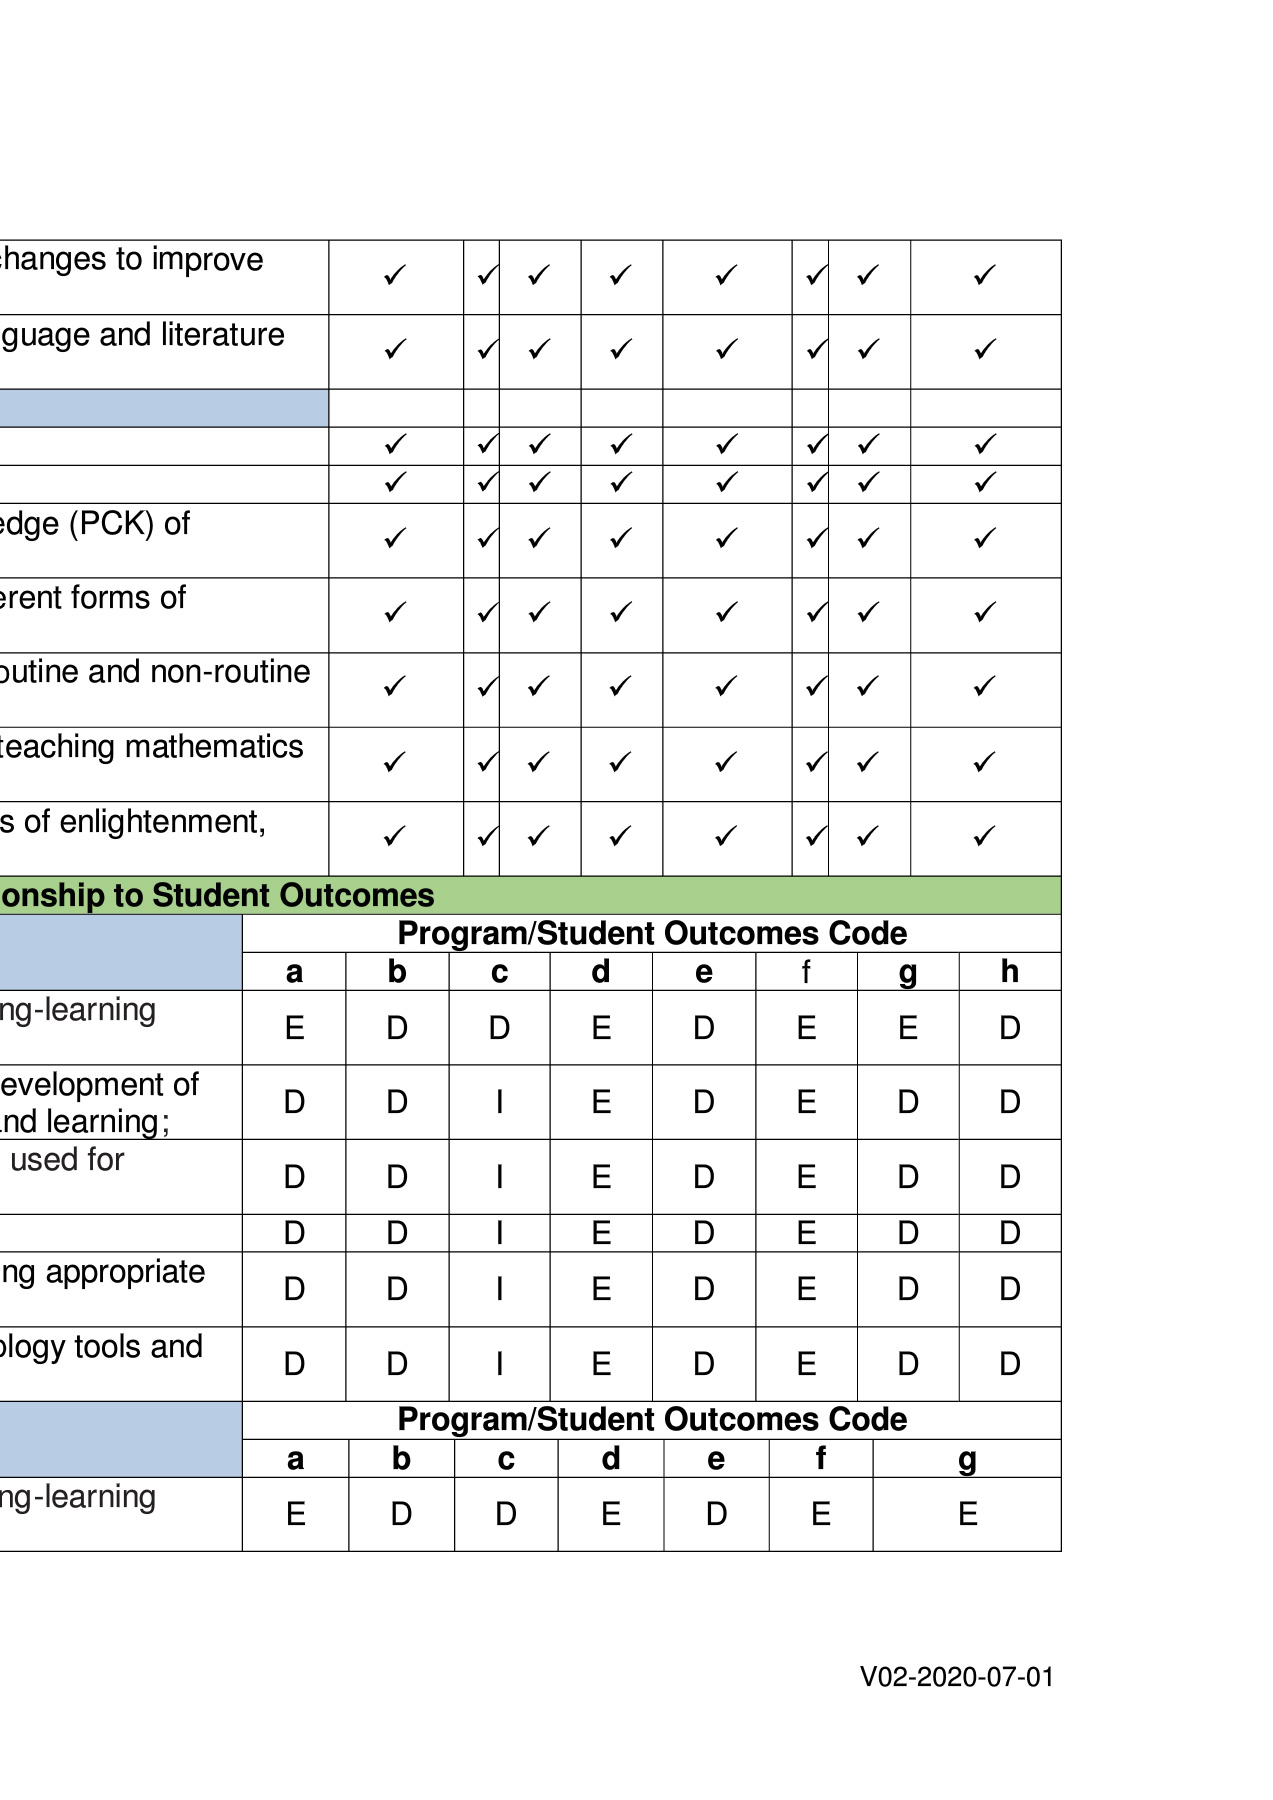 changes to improve
✓ ✓ ✓ ✓ ✓ ✓ ✓ ✓
guage and literature
✓ ✓ ✓ ✓ ✓ ✓ ✓ ✓
✓ ✓ ✓ ✓ ✓ ✓ ✓ ✓
✓ ✓ ✓ ✓ ✓ ✓ ✓ ✓
edge (PCK) of
✓ ✓ ✓ ✓ ✓ ✓ ✓ ✓
erent forms of
✓ ✓ ✓ ✓ ✓ ✓ ✓ ✓
outine and non-routine
✓ ✓ ✓ ✓ ✓ ✓ ✓ ✓
teaching mathematics
✓ ✓ ✓ ✓ ✓ ✓ ✓ ✓
s of enlightenment,
✓ ✓ ✓ ✓ ✓ ✓ ✓ ✓
ionship to Student Outcomes
Program/Student Outcomes Code
a b c d e f g h
ng-learning
E D D E D E E D
evelopment of
and learning;
D D I E D E D D
used for
D D I E D E D D
D D I E D E D D
ng appropriate
D D I E D E D D
ology tools and
D D I E D E D D
Program/Student Outcomes Code
a b c d e f g
ng-learning
E D D E D E E
V02-2020-07-01